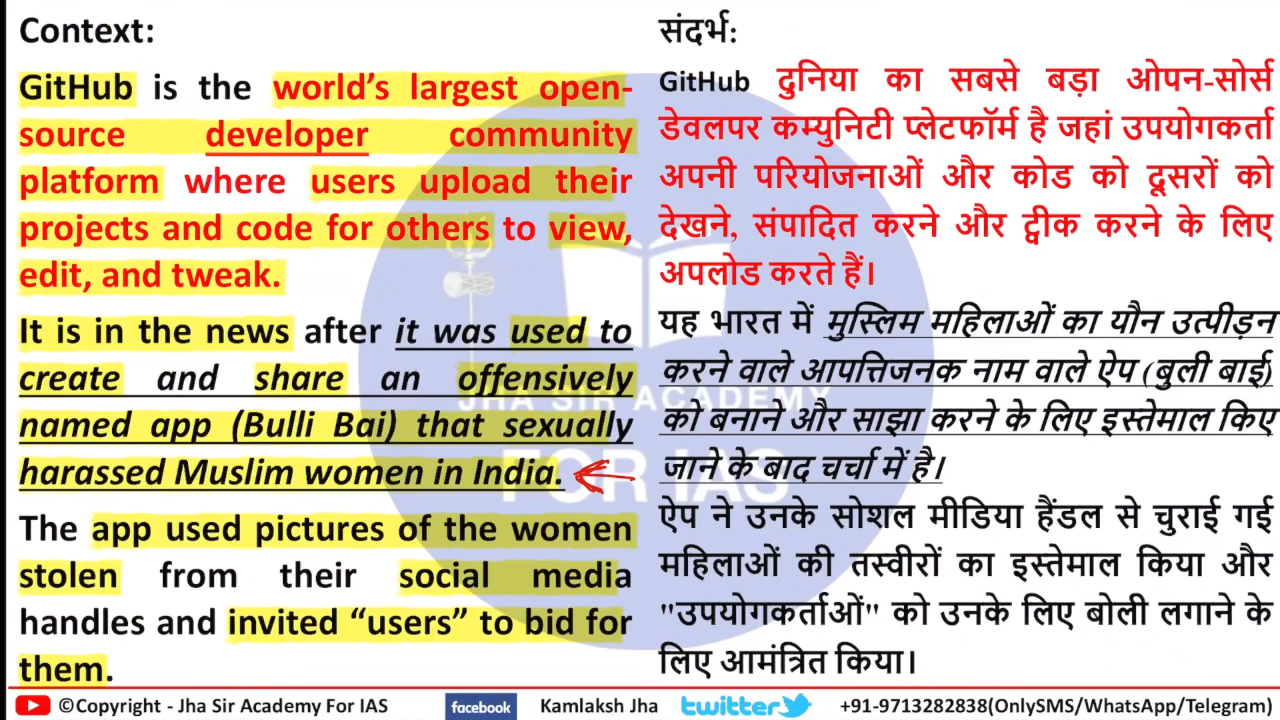 Context:
GitHub is the world's largest open-
source developer community
platform where users upload their
projects and code for others to view,
edit, and tweak.
It is in the news after it was used to
create and share an offensively
named app (Bulli Bai) that sexually
harassed Muslim women in India.
The app used pictures of the women
stolen from their social media
handles and invited “users” to bid for
them.
संदर्भ:
GitHub दुनिया का सबसे बड़ा ओपन-सोर्स
डेवलपर कम्युनिटी प्लेटफॉर्म है जहां उपयोगकर्ता
अपनी परियोजनाओं और कोड को दूसरों को
देखने, संपादित करने और ट्वीक करने के लिए
अपलोड करते हैं।
यह भारत में मुस्लिम महिलाओं का यौन उत्पीड़न
करने वाले आपत्तिजनक नाम वाले ऐप (बुली बाई)
को बनाने और साझा करने के लिए इस्तेमाल किए
जाने के बाद चर्चा में है।
ऐप ने उनके सोशल मीडिया हैंडल से चुराई गई
महिलाओं की तस्वीरों का इस्तेमाल किया और
"उपयोगकर्ताओं" को उनके लिए बोली लगाने के
लिए आमंत्रित किया।
JHA SIR ACADEMY
FOR IAS
©Copyright - Jha Sir Academy For IAS facebook Kamlaksh Jha twitter +91-9713282838(OnlySMS/WhatsApp/Telegram)